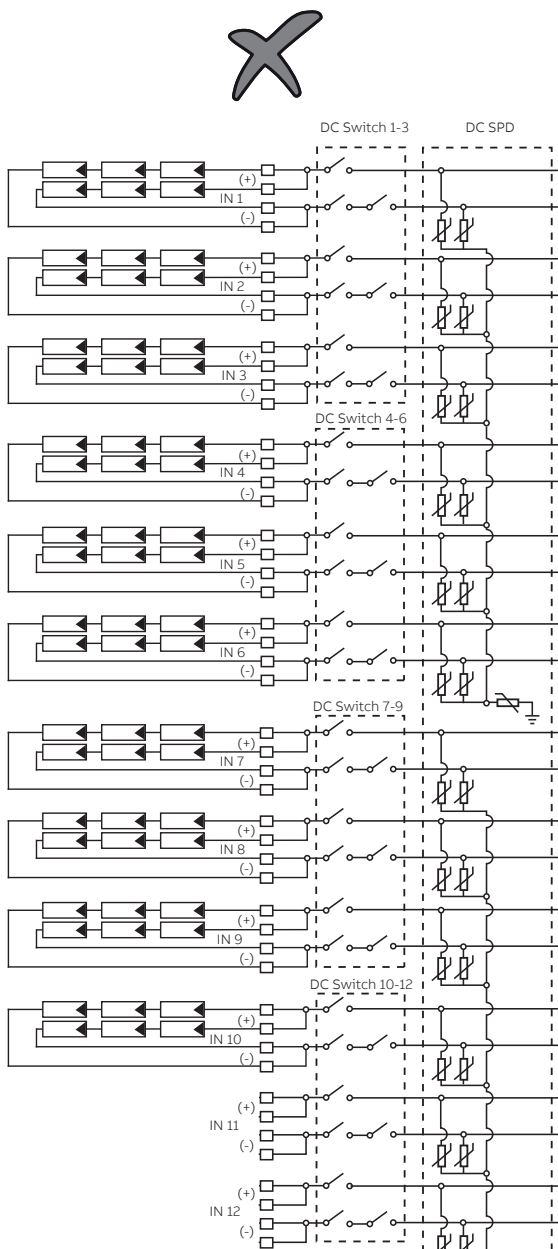 DC Switch 1-3 DC SPD
(+)
IN 1
(-)
(+)
IN 2
(-)
(+)
IN 3
(-)
DC Switch 4-6
(+)
IN 4
(-)
(+)
IN 5
(-)
(+)
IN 6
(-)
DC Switch 7-9
(+)
IN 7
(-)
(+)
IN 8
(-)
(+)
IN 9
(-)
DC Switch 10-12
(+)
IN 10
(-)
(+)
IN 11
(-)
(+)
IN 12
(-)